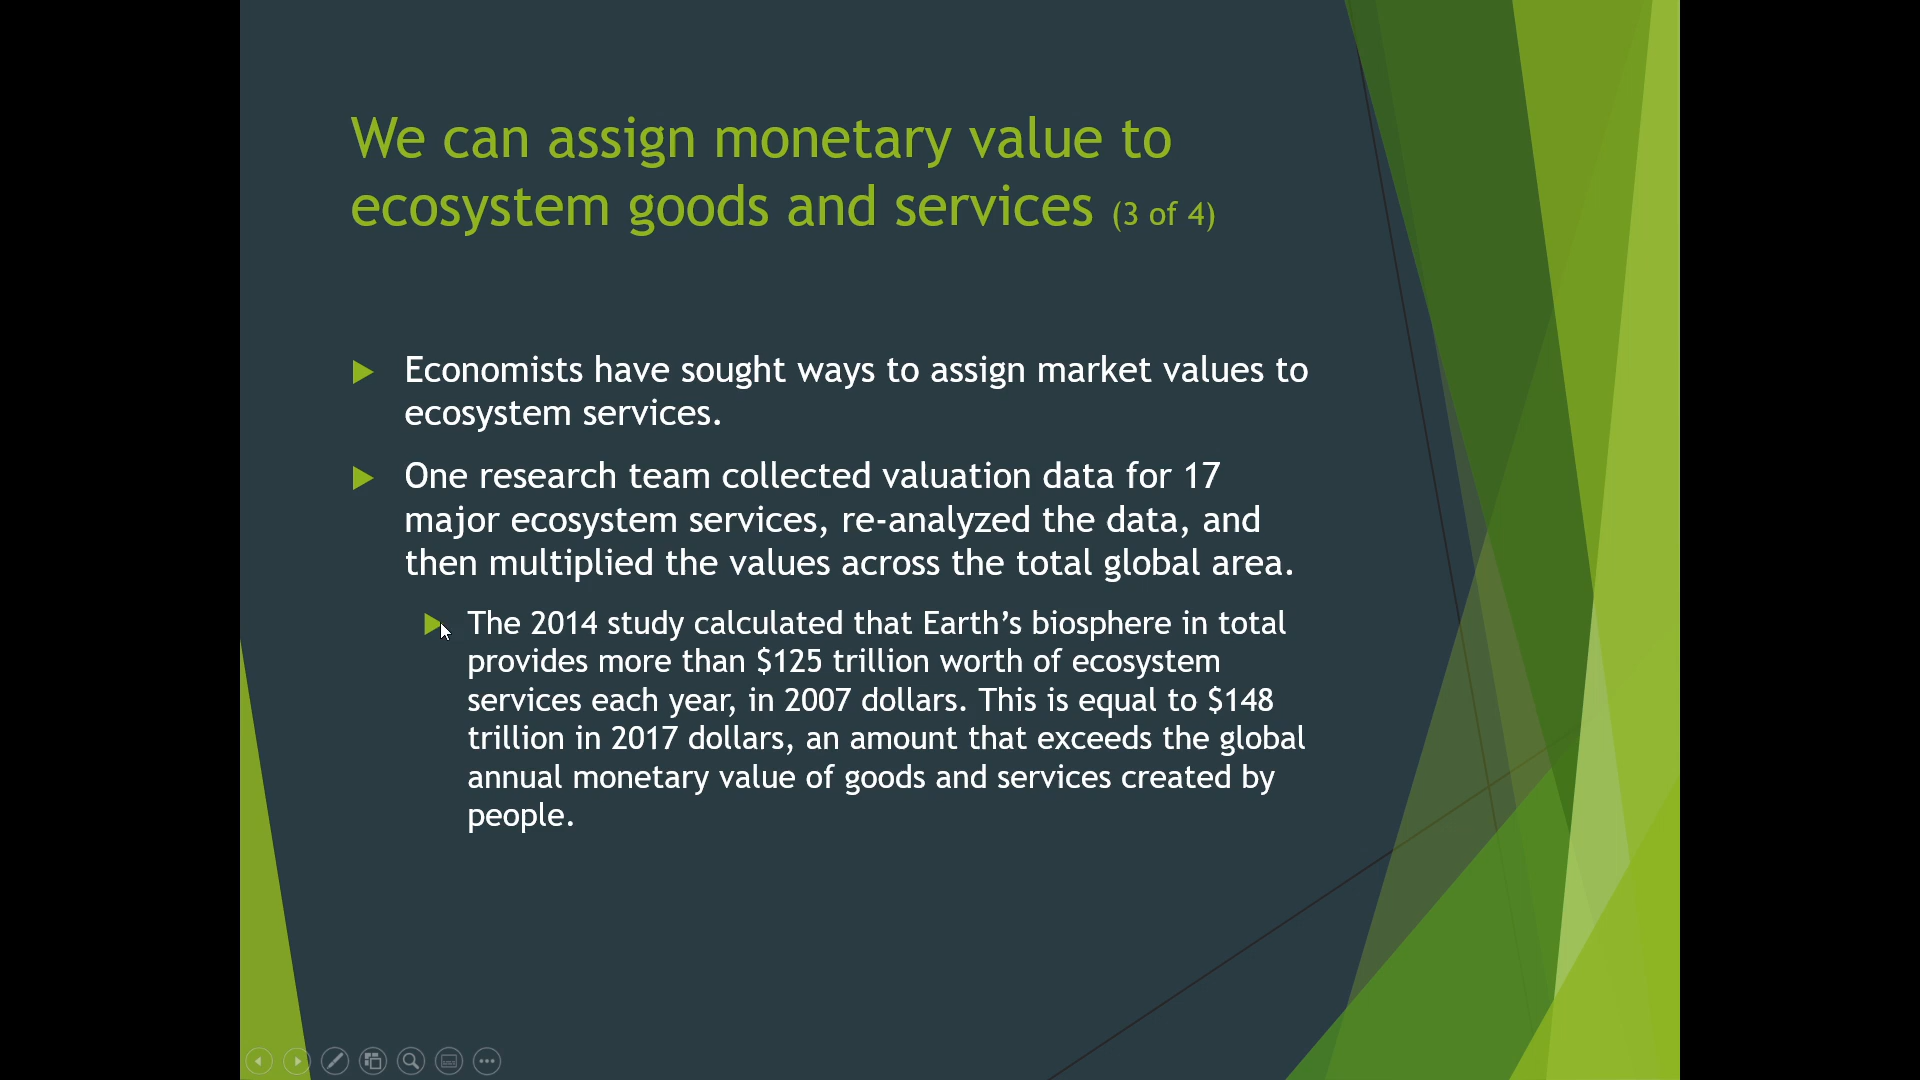 We can assign monetary value to
ecosystem goods and services (3 of 4)
Economists have sought ways to assign market values to
ecosystem services.
One research team collected valuation data for 17
major ecosystem services, re-analyzed the data, and
then multiplied the values across the total global area.
The 2014 study calculated that Earth’s biosphere in total
provides more than $125 trillion worth of ecosystem
services each year, in 2007 dollars. This is equal to $148
trillion in 2017 dollars, an amount that exceeds the global
annual monetary value of goods and services created by
people.